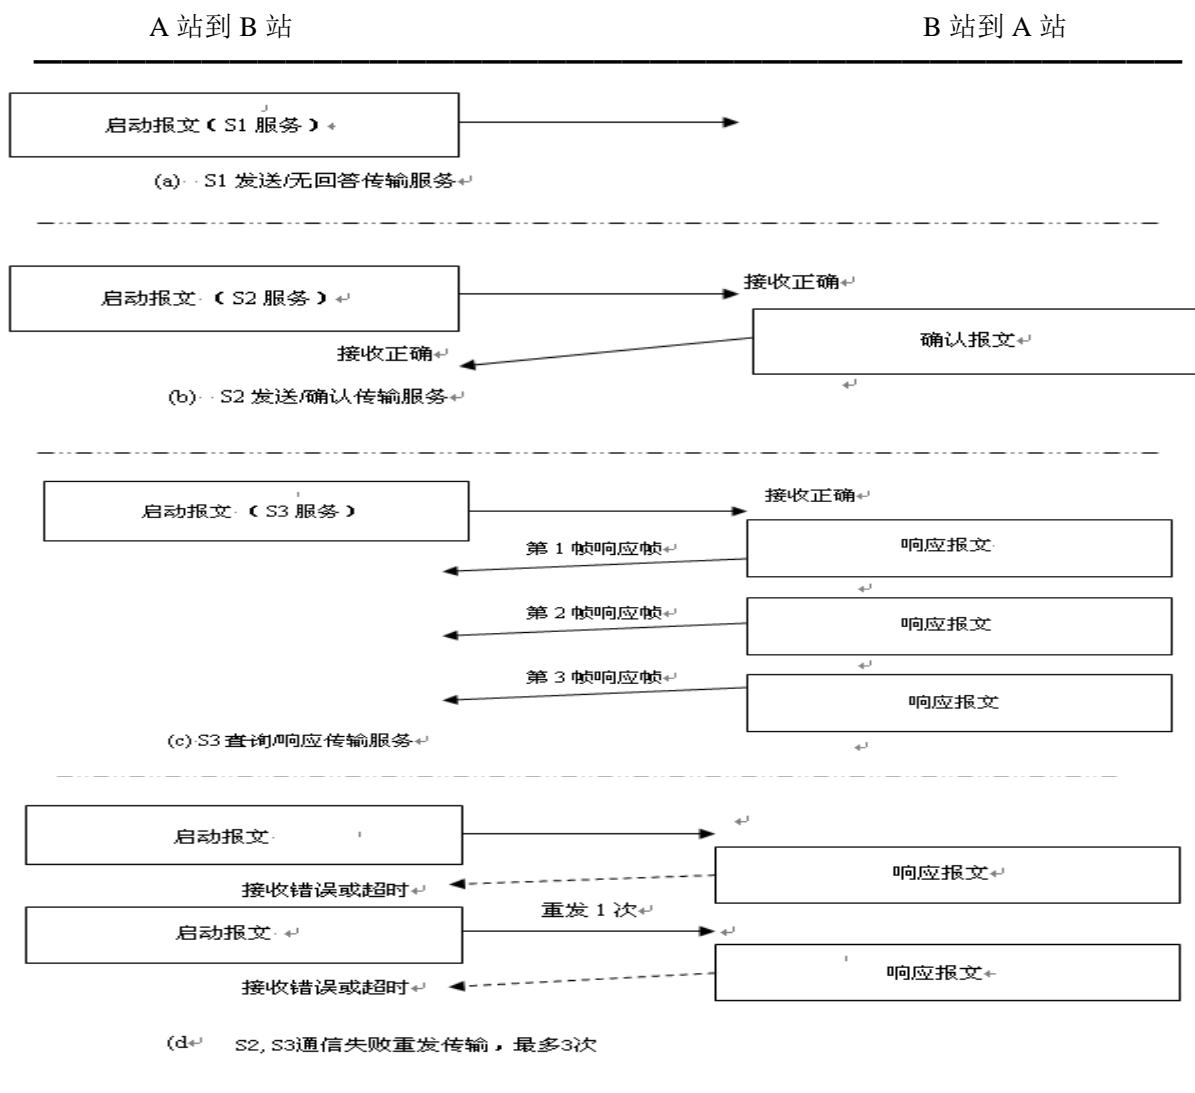 A 站到 B 站
B 站到 A 站
启动报文（S1 服务）
(a) S1 发送/无回答传输服务
启动报文（S2 服务）
接收正确
确认报文
接收正确
(b) S2 发送/确认传输服务
启动报文（S3 服务）
接收正确
第 1 帧响应帧
响应报文
第 2 帧响应帧
响应报文
第 3 帧响应帧
响应报文
(c) S3 查询/响应传输服务
启动报文
响应报文
接收错误或超时
重发 1 次
启动报文
响应报文
接收错误或超时
(d S2, S3通信失败重发传输，最多3次